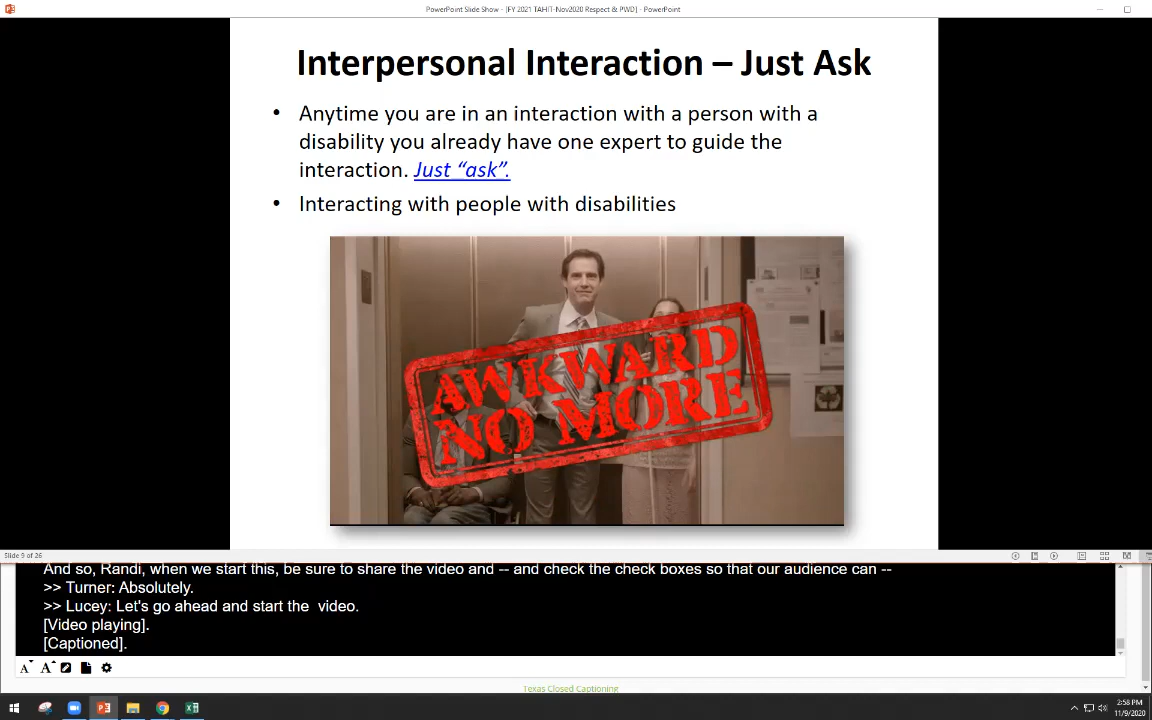 PowerPoint Slide Show - [FY 2021 TAHIT-Nov2020 Respect & PWD] - PowerPoint
Interpersonal Interaction – Just Ask
• Anytime you are in an interaction with a person with a
disability you already have one expert to guide the
interaction. Just “ask”.
• Interacting with people with disabilities
AWKWARD
NO MORE
Slide 9 of 26
And so, Randi, when we start this, be sure to share the video and -- and check the check boxes so that our audience can --
>> Turner: Absolutely.
>> Lucey: Let's go ahead and start the  video.
[Video playing].
[Captioned].
A A
Texas Closed Captioning
2:58 PM
11/9/2020